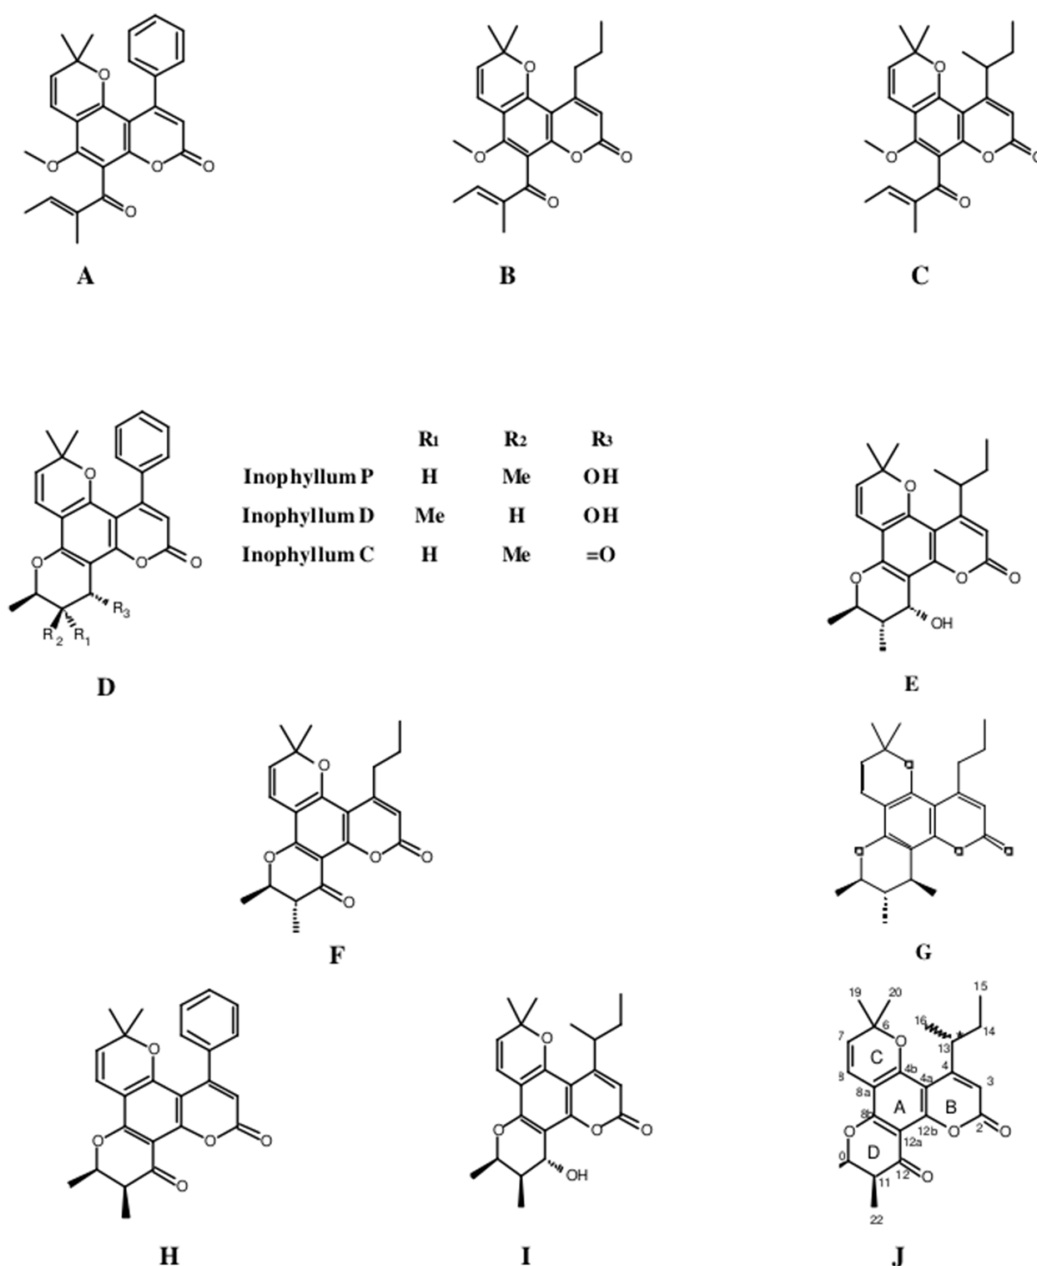 O
O
O
O
A
O
O
O
O
B
O
O
O
O
C
R1 R2 R3
Inophyllum P H Me OH
Inophyllum D Me H OH
Inophyllum C H Me =O
O
O
O
O
R3
R2 R1
D
O
O
O
O
OH
E
O
O
O
O
O
F
G
O
O
O
O
O
H
O
O
O
O
OH
I
19 20 15
16 * 14
7 6 13
C O 4
8 4b 4a 3
8a A B
8b 12b O 2 O
O 12a
D 12
0 11 O
22
J